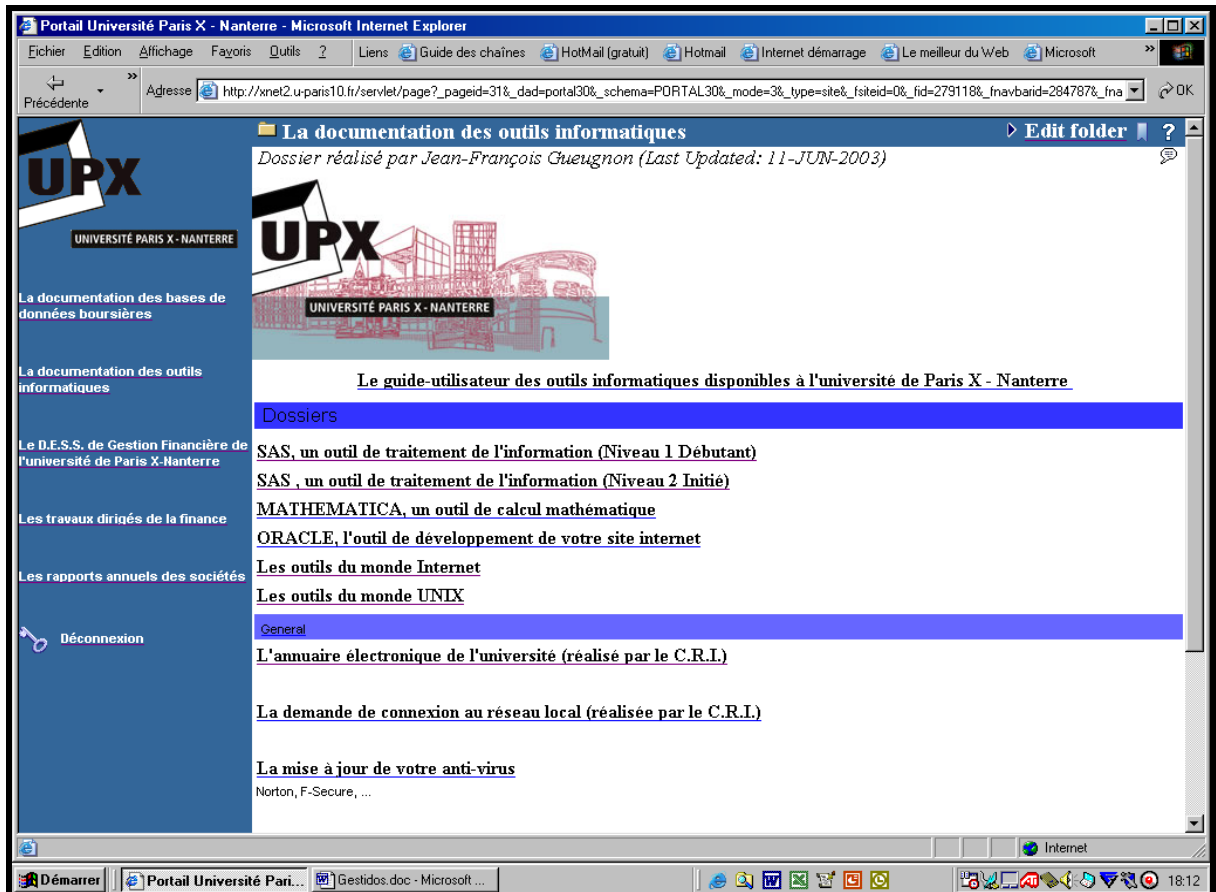 Portail Université Paris X - Nanterre - Microsoft Internet Explorer
Fichier Edition Affichage Favoris Outils ? Liens Guide des chaînes HotMail (gratuit) Hotmail Internet démarrage Le meilleur du Web Microsoft »
Précédente » Adresse http://xnet2.u-paris10.fr/servlet/page?_pageid=31&_dad=portal30&_schema=PORTAL30&_mode=3&_type=site&_fsiteid=0&_fid=279118&_fnavbarid=284787&_fna OK
UPX
UNIVERSITÉ PARIS X - NANTERRE
La documentation des bases de
données boursières
La documentation des outils
informatiques
Le D.E.S.S. de Gestion Financière de
l'université de Paris X-Nanterre
Les travaux dirigés de la finance
Les rapports annuels des sociétés
Déconnexion
La documentation des outils informatiques Edit folder ?
Dossier réalisé par Jean-François Gueugnon (Last Updated: 11-JUN-2003)
UPX
UNIVERSITÉ PARIS X - NANTERRE
Le guide-utilisateur des outils informatiques disponibles à l'université de Paris X - Nanterre
Dossiers
SAS, un outil de traitement de l'information (Niveau 1 Débutant)
SAS , un outil de traitement de l'information (Niveau 2 Initié)
MATHEMATICA, un outil de calcul mathématique
ORACLE, l'outil de développement de votre site internet
Les outils du monde Internet
Les outils du monde UNIX
General
L'annuaire électronique de l'université (réalisé par le C.R.I.)
La demande de connexion au réseau local (réalisée par le C.R.I.)
La mise à jour de votre anti-virus
Norton, F-Secure, ...
Internet
Démarrer Portail Université Pari... Gestidos.doc - Microsoft ... 18:12